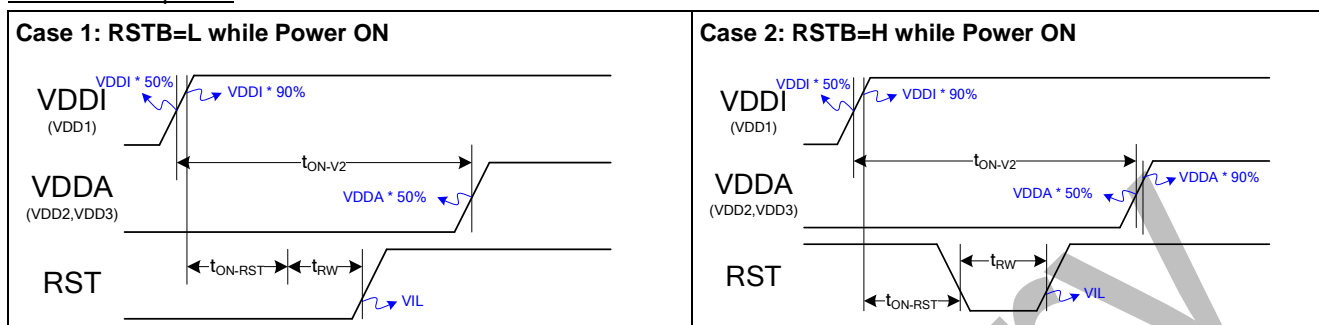 Case 1: RSTB=L while Power ON
VDDI * 50%
VDDI * 90%
VDDI
(VDD1)
tON-V2
VDDA
(VDD2,VDD3)
VDDA * 50%
tON-RST
tRW
RST
VIL
Case 2: RSTB=H while Power ON
VDDI * 50%
VDDI * 90%
VDDI
(VDD1)
tON-V2
VDDA
(VDD2,VDD3)
VDDA * 50%
VDDA * 90%
RST
tRW
tON-RST
VIL